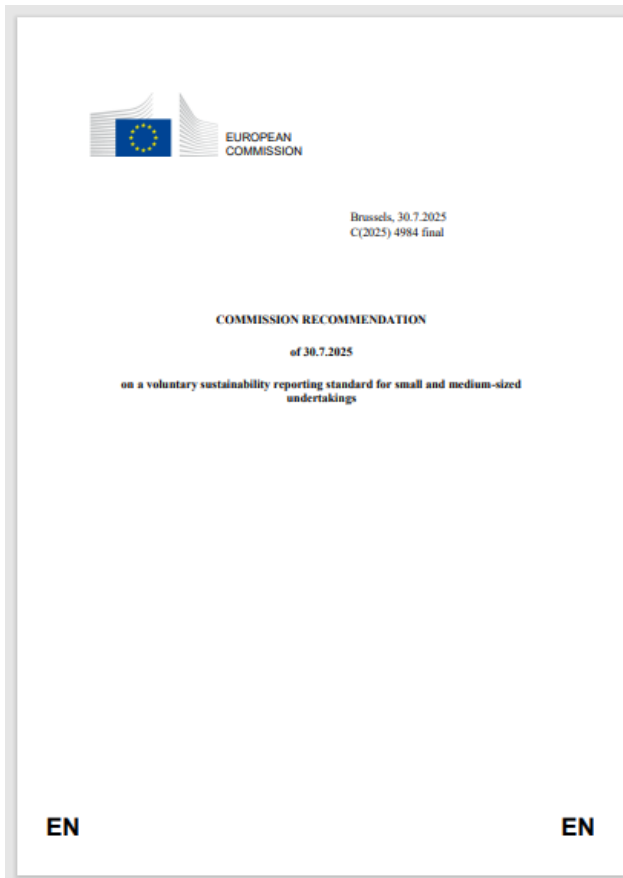 EUROPEAN
COMMISSION
Brussels, 30.7.2025
C(2025) 4984 final
COMMISSION RECOMMENDATION
of 30.7.2025
on a voluntary sustainability reporting standard for small and medium-sized
undertakings
EN EN